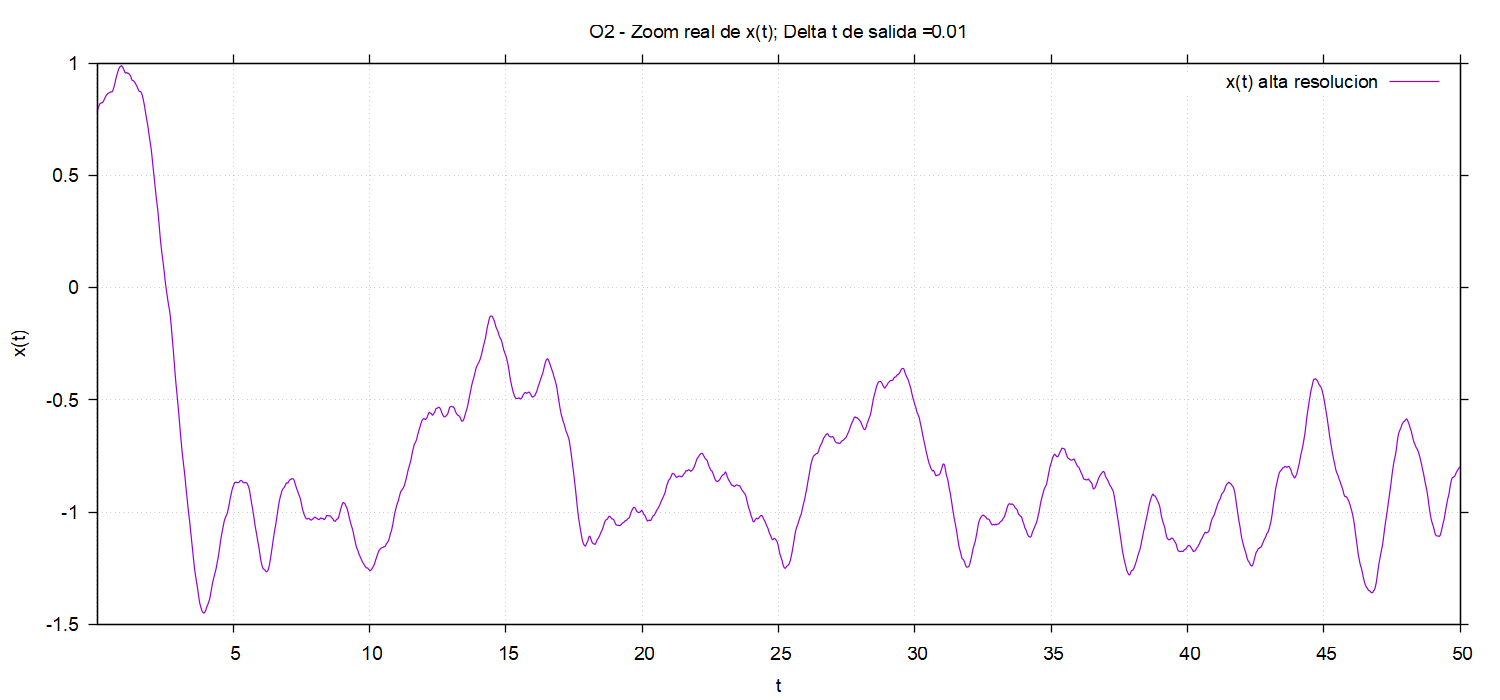 O2 - Zoom real de x(t); Delta t de salida =0.01
x(t) alta resolucion
1
0.5
0
-0.5
-1
-1.5
x(t)
5 10 15 20 25 30 35 40 45 50
t